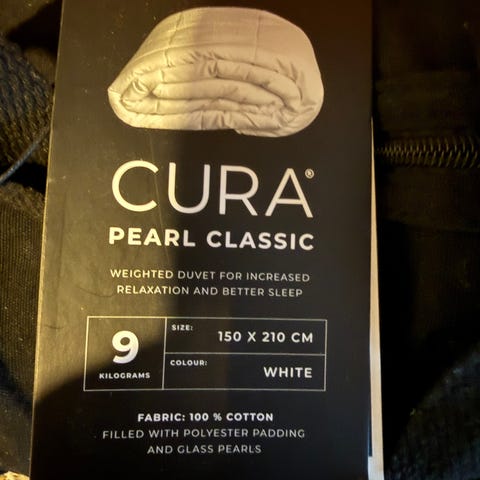 CURA®
PEARL CLASSIC
WEIGHTED DUVET FOR INCREASED
RELAXATION AND BETTER SLEEP
9
KILOGRAMS
SIZE:
150 X 210 CM
COLOUR:
WHITE
FABRIC: 100 % COTTON
FILLED WITH POLYESTER PADDING
AND GLASS PEARLS